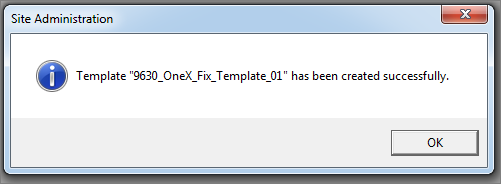 Site Administration
Template "9630_OneX_Fix_Template_01" has been created successfully.
OK